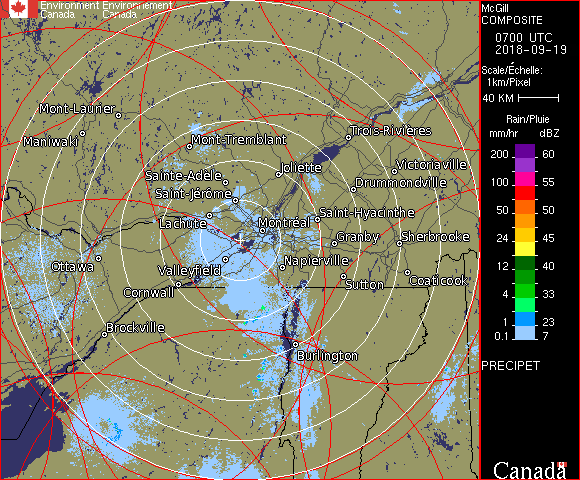 Environment Environnement
Canada Canada
Mont-Laurier
Maniwaki
Mont-Tremblant
Trois-Rivières
Sainte-Adèle
Joliette
Victoriaville
Saint-Jérôme
Drummondville
Lachute
Montréal
Saint-Hyacinthe
Granby
Sherbrooke
Ottawa
Valleyfield
Napierville
Cornwall
Sutton
Coaticook
Brockville
Burlington
McGill
COMPOSITE
0700 UTC
2018-09-19
Scale/Échelle:
1km/Pixel
40 KM
Rain/Pluie
mm/hr dBZ
200 60
150 57
100 55
50 50
24 45
12 40
4 33
1 23
0.1 7
PRECIPET
Canada